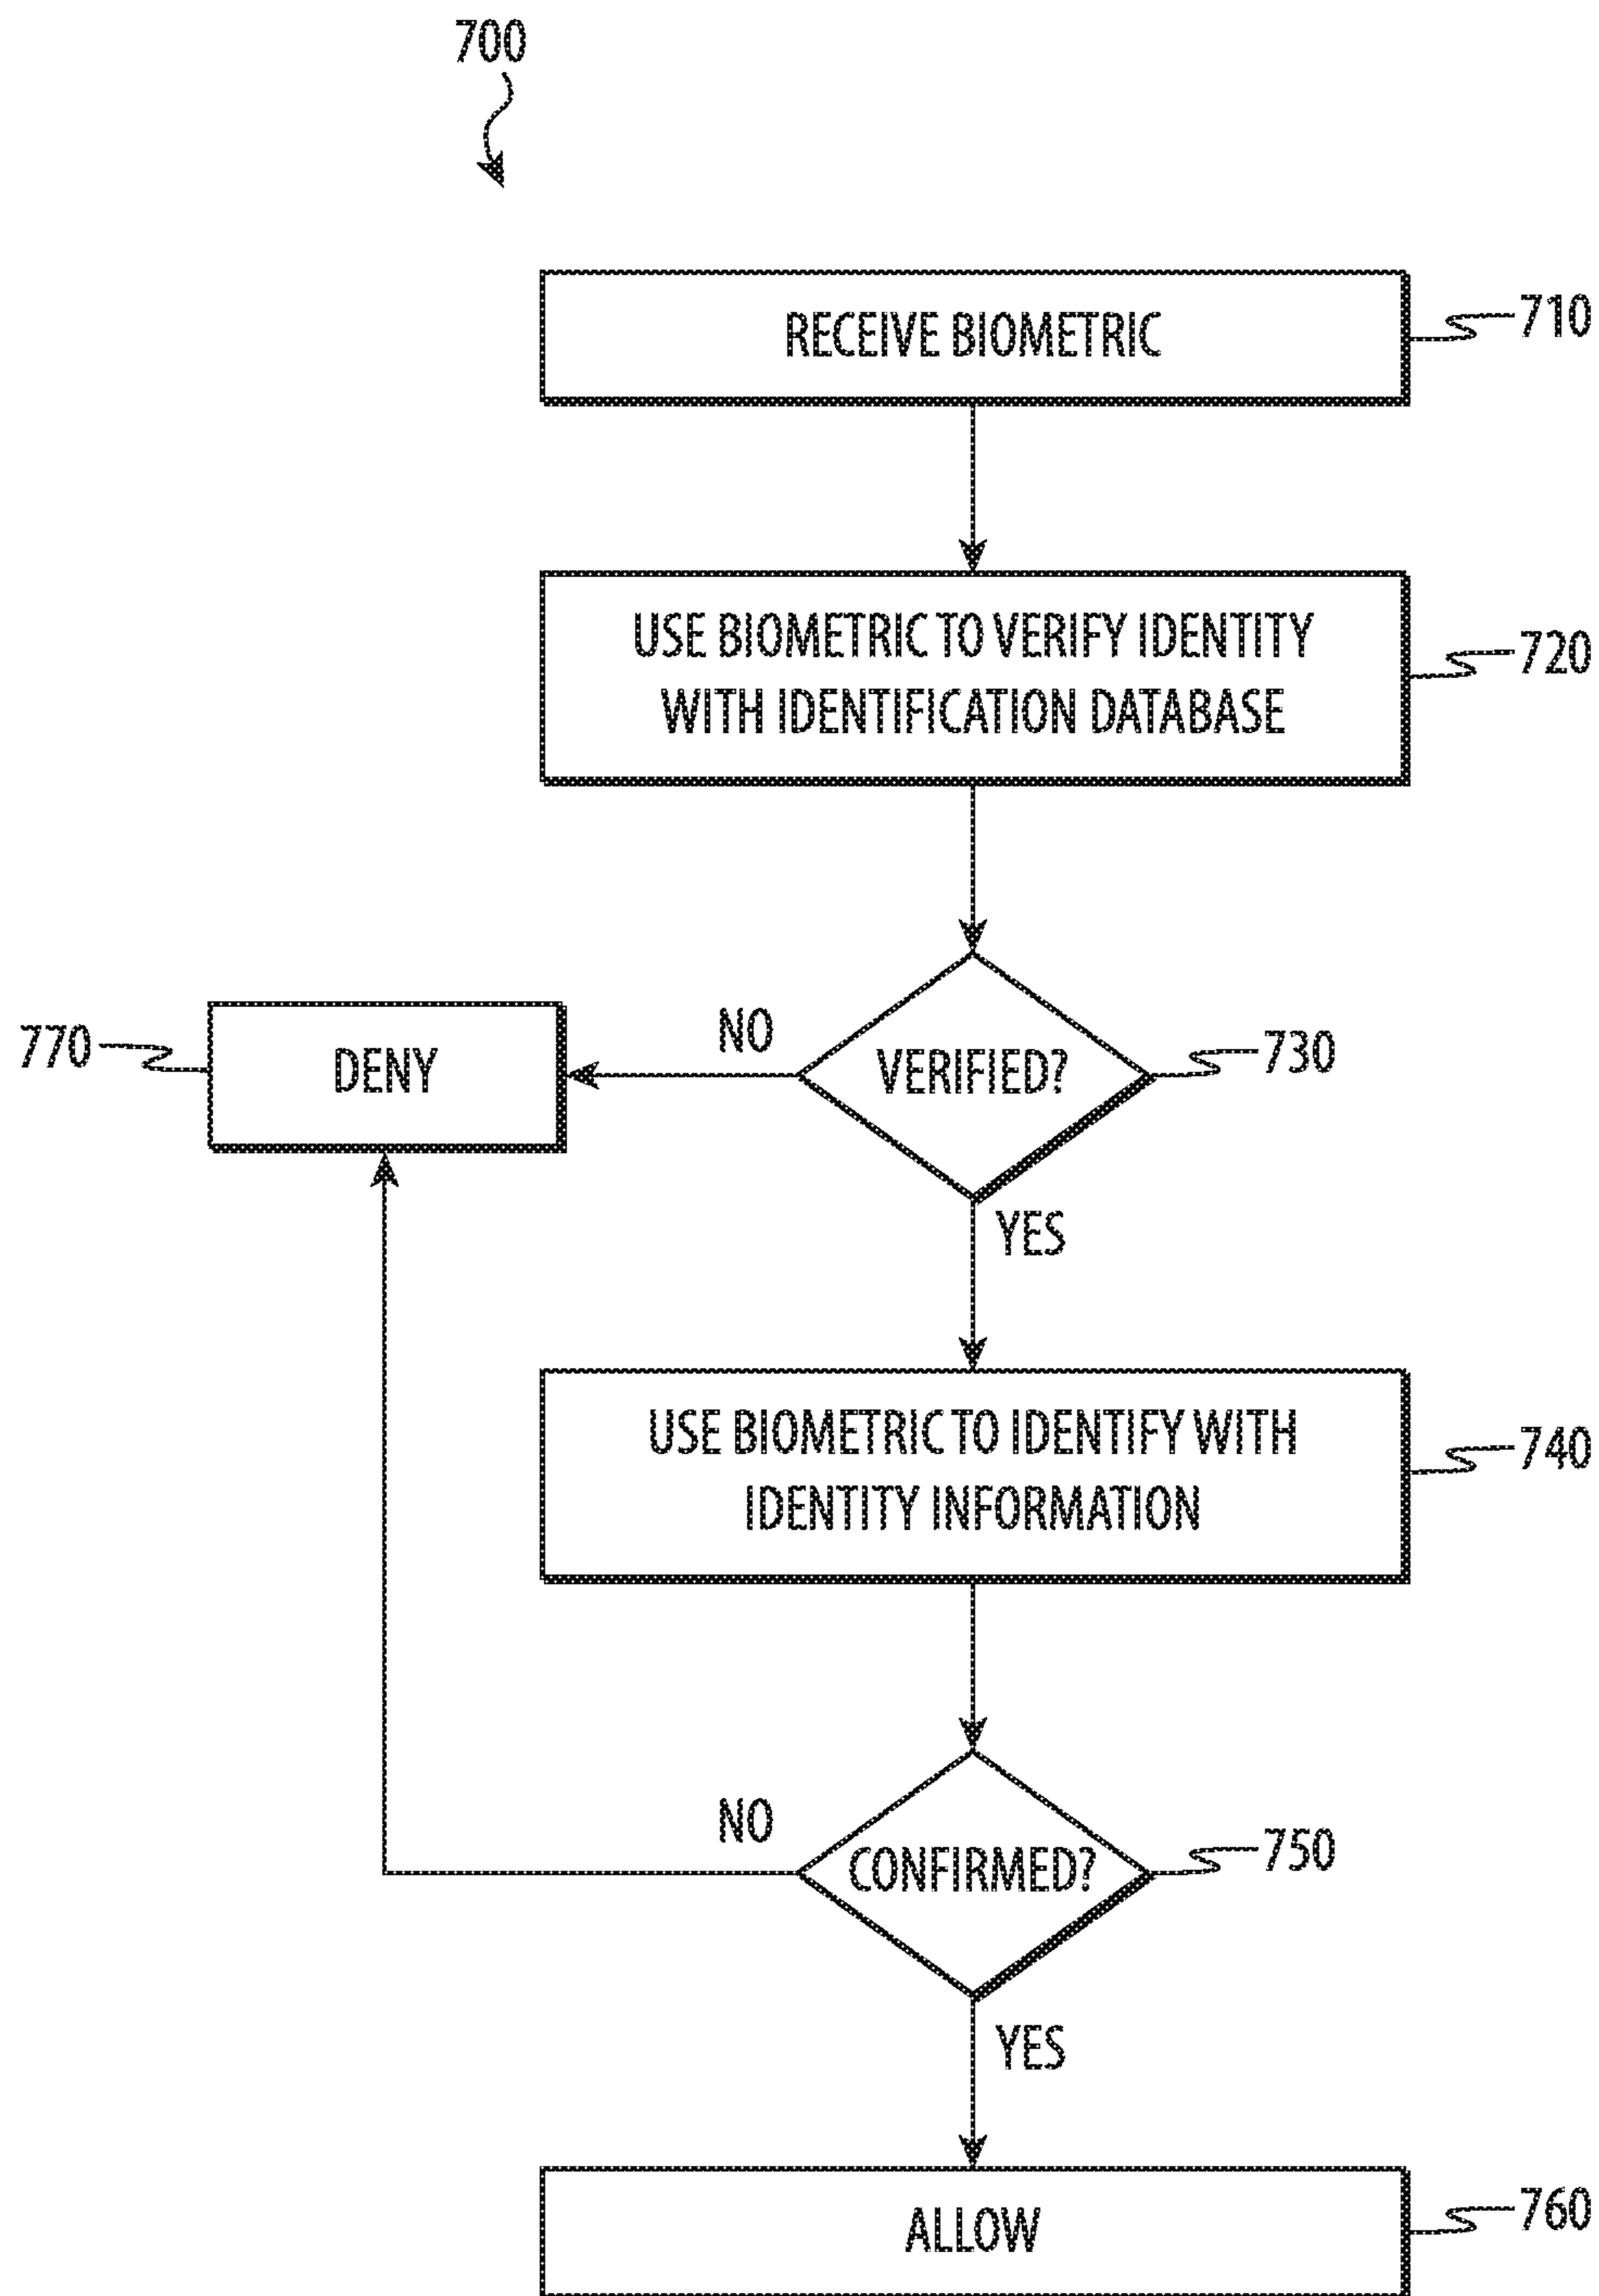 700
RECEIVE BIOMETRIC
710
USE BIOMETRIC TO VERIFY IDENTITY
WITH IDENTIFICATION DATABASE
720
770
DENY
NO
VERIFIED?
730
YES
USE BIOMETRIC TO IDENTIFY WITH
IDENTITY INFORMATION
740
NO
CONFIRMED?
750
YES
ALLOW
760